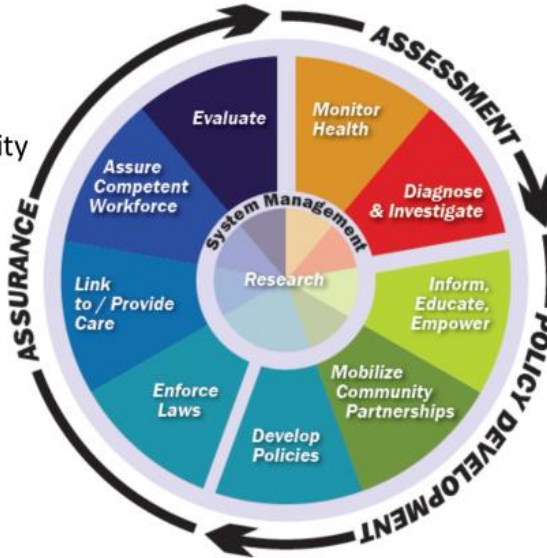 ity
ASSESSMENT
POLICY DEVELOPMENT
ASSURANCE
Monitor
Health
Diagnose
& Investigate
Inform,
Educate,
Empower
Mobilize
Community
Partnerships
Develop
Policies
Enforce
Laws
Link
to / Provide
Care
Assure
Competent
Workforce
Evaluate
System Management
Research